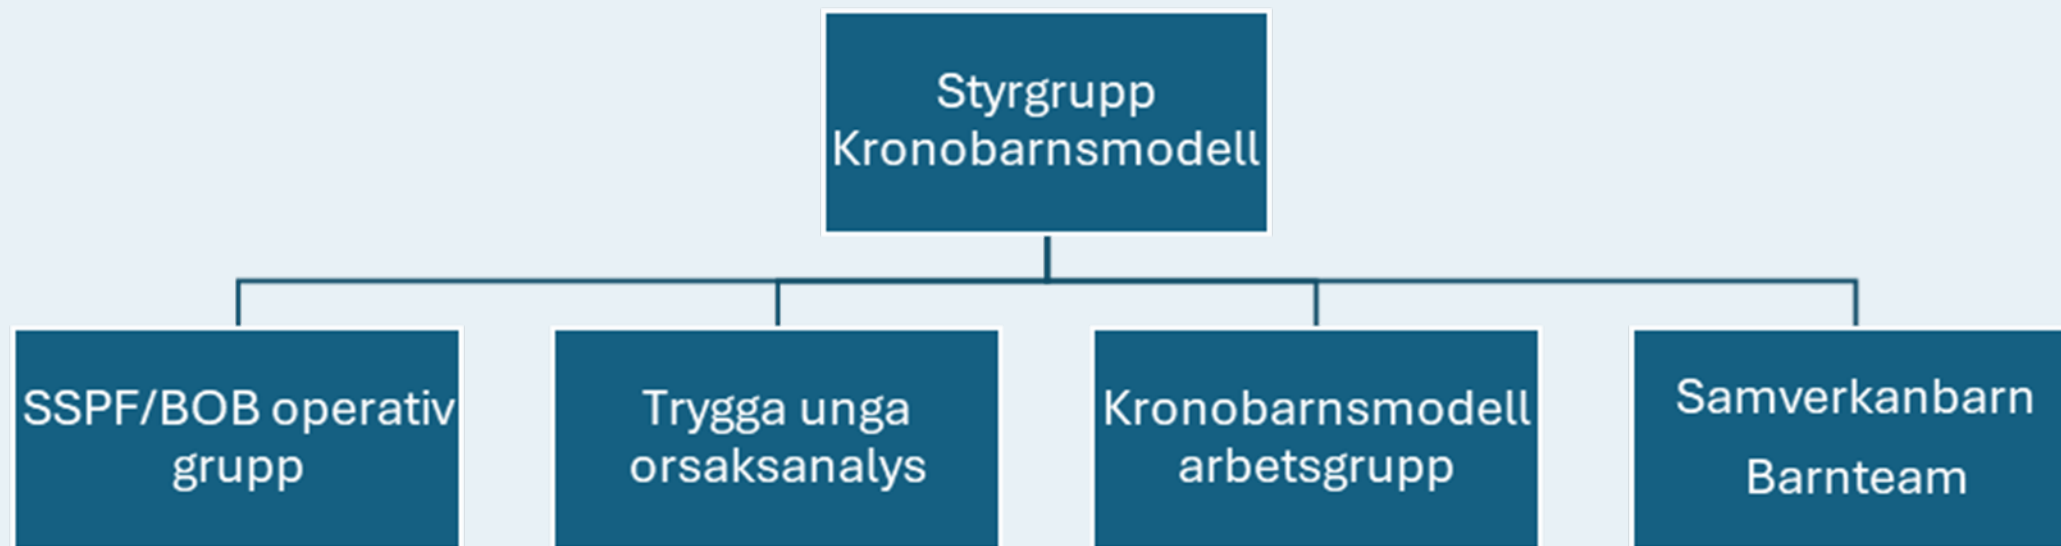 Styrgrupp
Kronobarnsmodell
SSPF/BOB operativ
grupp
Trygga unga
orsaksanalys
Kronobarnsmodell
arbetsgrupp
Samverkanbarn
Barnteam